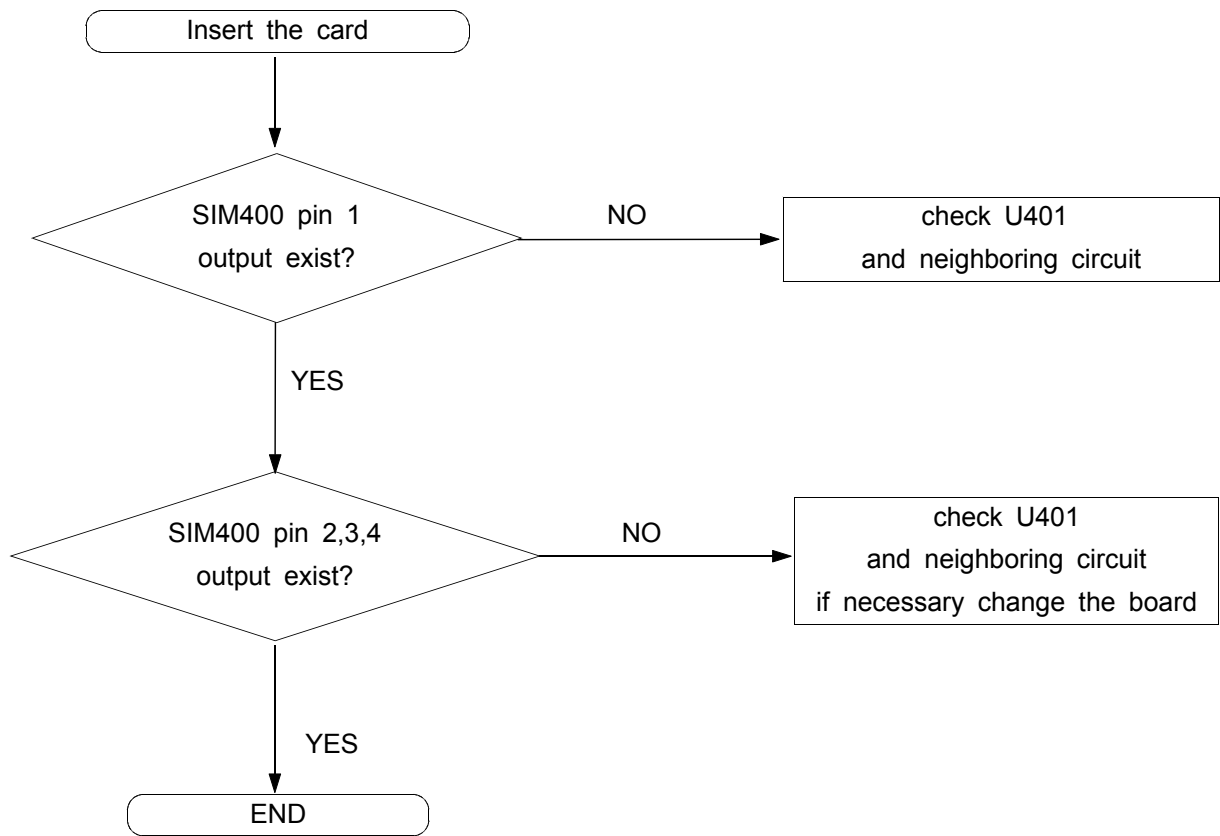 Insert the card
SIM400 pin 1
output exist?
NO
check U401
and neighboring circuit
YES
SIM400 pin 2,3,4
output exist?
NO
check U401
and neighboring circuit
if necessary change the board
YES
END